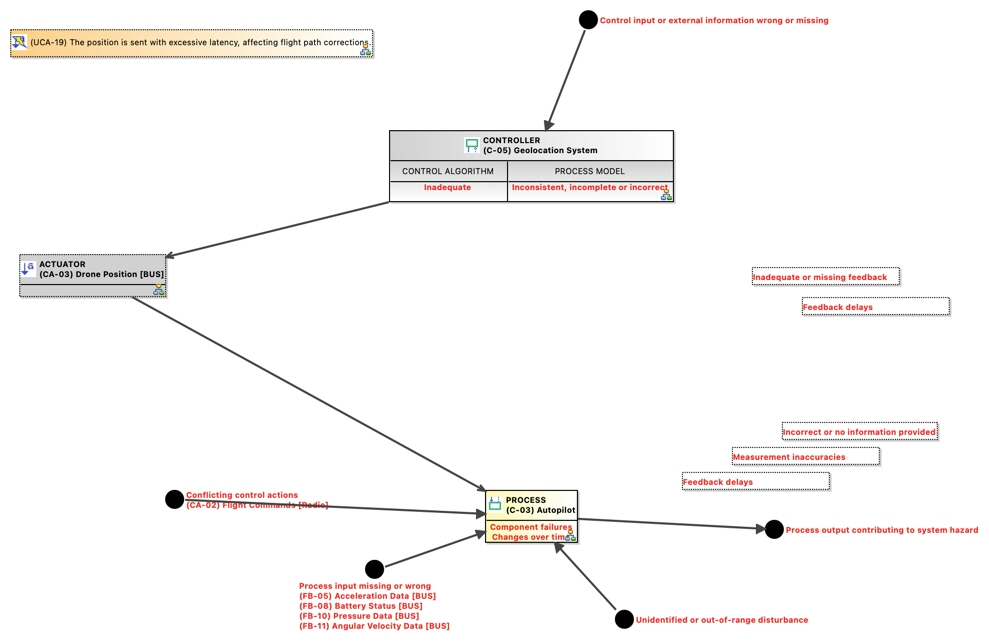 Control input or external information wrong or missing
(UCA-19) The position is sent with excessive latency, affecting flight path corrections.
CONTROLLER
(C-05) Geolocation System
CONTROL ALGORITHM
PROCESS MODEL
Inadequate
Inconsistent, incomplete or incorrect
ACTUATOR
(CA-03) Drone Position [BUS]
Inadequate or missing feedback
Feedback delays
Incorrect or no information provided
Measurement inaccuracies
Feedback delays
Conflicting control actions
(CA-02) Flight Commands [Radio]
PROCESS
(C-03) Autopilot
Component failures
Changes over time
Process output contributing to system hazard
Process input missing or wrong
(FB-05) Acceleration Data [BUS]
(FB-08) Battery Status [BUS]
(FB-10) Pressure Data [BUS]
(FB-11) Angular Velocity Data [BUS]
Unidentified or out-of-range disturbance